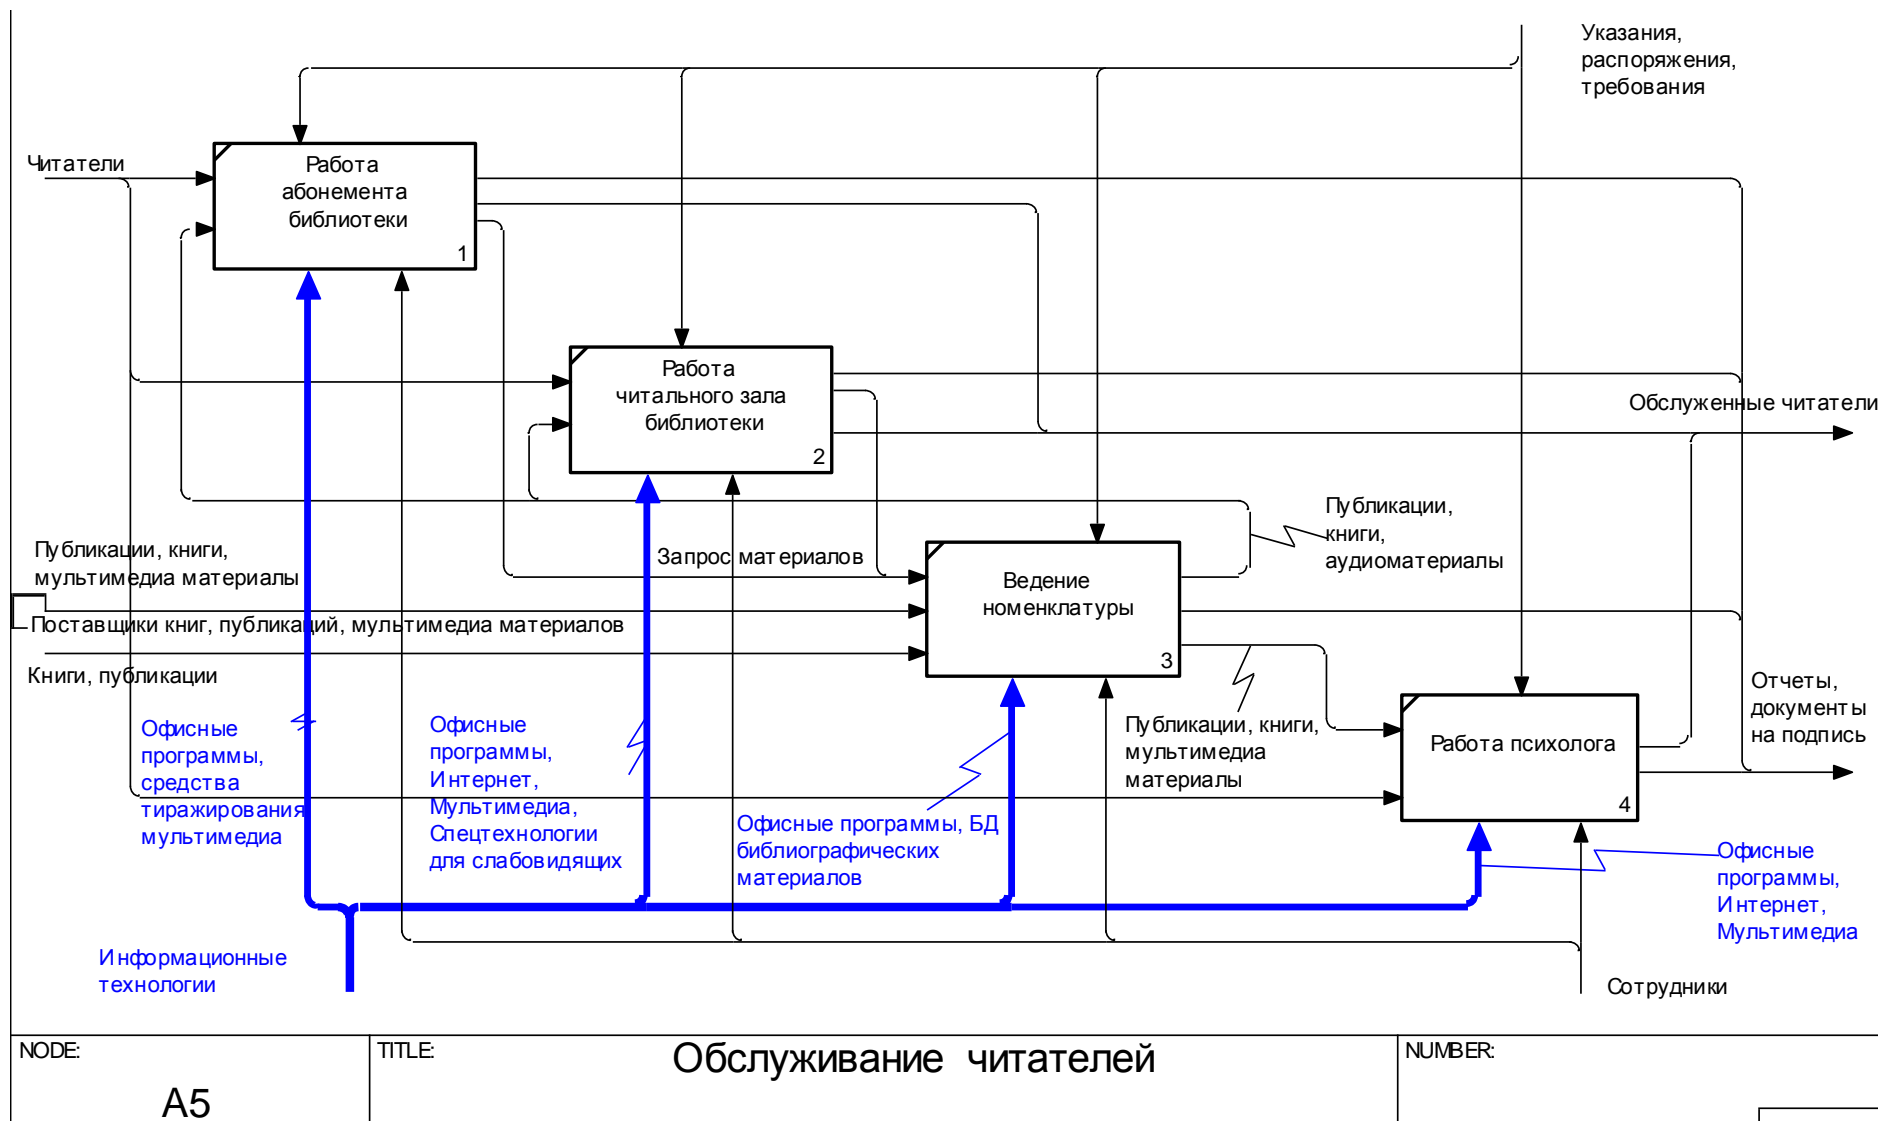 Указания,
распоряжения,
требования
Читатели
Работа
абонемента
библиотеки
1
Работа
читального зала
библиотеки
2
Обслуженные читатели
Публикации,
книги,
аудиоматериалы
Публикации, книги,
мультимедиа материалы
Запрос материалов
Ведение
номенклатуры
3
Поставщики книг, публикаций, мультимедиа материалов
Книги, публикации
Отчеты,
документы
на подпись
Публикации, книги,
мультимедиа
материалы
Работа психолога
4
Офисные
программы,
средства
тиражирования
мультимедиа
Офисные
программы,
Интернет,
Мультимедиа,
Спецтехнологии
для слабовидящих
Офисные программы, БД
библиографических
материалов
Офисные
программы,
Интернет,
Мультимедиа
Информационные
технологии
Сотрудники
NODE:
A5
TITLE:
Обслуживание читателей
NUMBER: